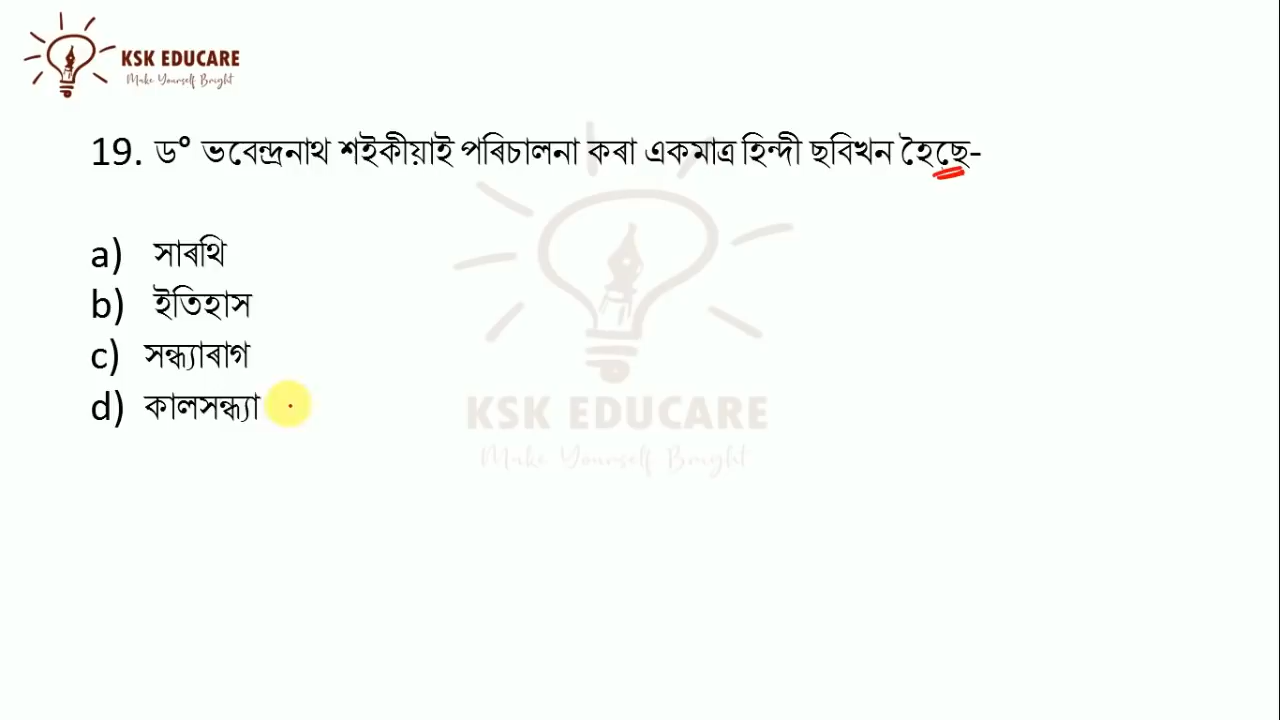 KSK EDUCARE
Make Yourself Bright
19. ড° ভবেন্দ্ৰনাথ শইকীয়াই পৰিচালনা কৰা একমাত্ৰ হিন্দী ছবিখন হৈছে-
a) সাৰথি
b) ইতিহাস
c) সন্ধ্যাৰাগ
d) কালসন্ধ্যা
KSK EDUCARE
Make Yourself Bright